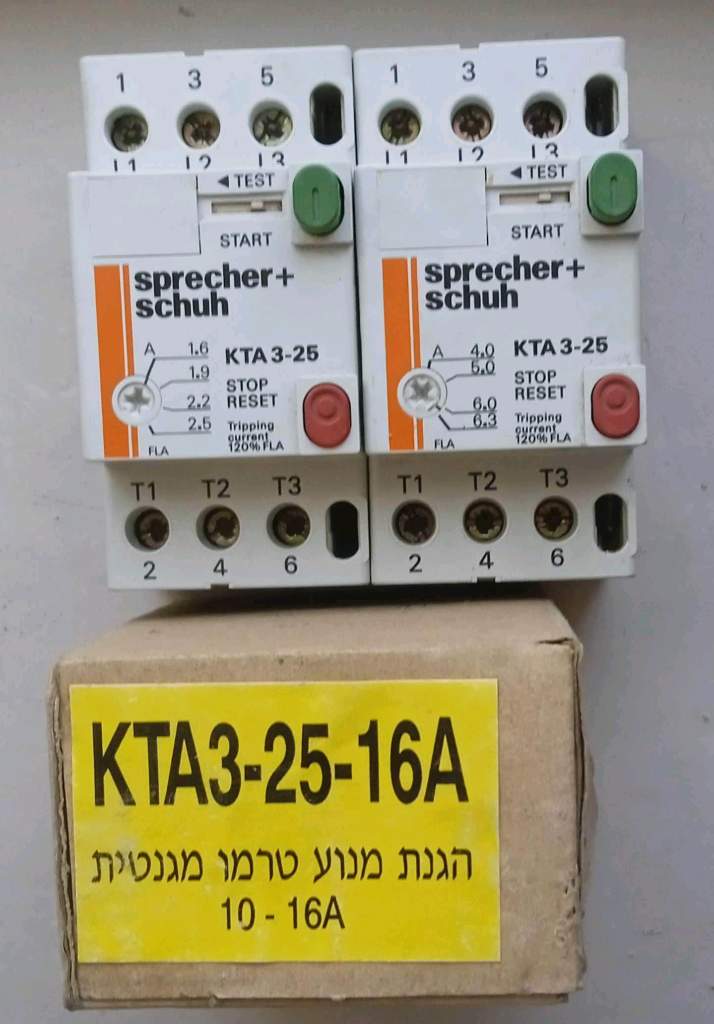 1 3 5
L1 L2 L3
◄ TEST
START
sprecher+
schuh
A 1.6
KTA 3-25
1.9
STOP
RESET
2.2
2.5
Tripping
current
120% FLA
FLA
T1 T2 T3
2 4 6
1 3 5
L1 L2 L3
◄ TEST
START
sprecher+
schuh
A 4.0
KTA 3-25
5.0
STOP
RESET
6.0
6.3
Tripping
current
120% FLA
FLA
T1 T2 T3
2 4 6
KTA3-25-16A
הגנת מנוע טרמו מגנטית
10 - 16A